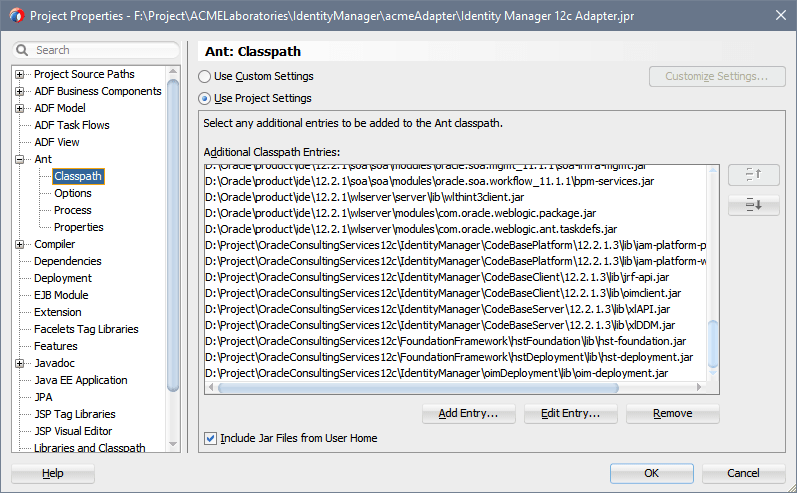 Project Properties - F:\Project\ACMELaboratories\IdentityManager\acmeAdapter\Identity Manager 12c Adapter.jpr
Search
Project Source Paths
ADF Business Components
ADF Model
ADF Task Flows
ADF View
Ant
Classpath
Options
Process
Properties
Compiler
Dependencies
Deployment
EJB Module
Extension
Facelets Tag Libraries
Features
Javadoc
Java EE Application
JPA
JSP Tag Libraries
JSP Visual Editor
Libraries and Classpath
Ant: Classpath
Use Custom Settings
Customize Settings...
Use Project Settings
Select any additional entries to be added to the Ant classpath.
Additional Classpath Entries:
D:\Oracle\product\ide\12.2.1\soa\soa\modules\oracle.soa.mgmt_11.1.1\soa-infra-mgmt.jar
D:\Oracle\product\ide\12.2.1\soa\soa\modules\oracle.soa.workflow_11.1.1\bpm-services.jar
D:\Oracle\product\ide\12.2.1\wlserver\server\lib\wlthint3client.jar
D:\Oracle\product\ide\12.2.1\wlserver\modules\com.oracle.weblogic.package.jar
D:\Oracle\product\ide\12.2.1\wlserver\modules\com.oracle.weblogic.ant.taskdefs.jar
D:\Project\OracleConsultingServices12c\IdentityManager\CodeBasePlatform\12.2.1.3\lib\iam-platform-p
D:\Project\OracleConsultingServices12c\IdentityManager\CodeBasePlatform\12.2.1.3\lib\iam-platform-w
D:\Project\OracleConsultingServices12c\IdentityManager\CodeBaseClient\12.2.1.3\lib\jrf-api.jar
D:\Project\OracleConsultingServices12c\IdentityManager\CodeBaseClient\12.2.1.3\lib\oimclient.jar
D:\Project\OracleConsultingServices12c\IdentityManager\CodeBaseServer\12.2.1.3\lib\xlAPI.jar
D:\Project\OracleConsultingServices12c\IdentityManager\CodeBaseServer\12.2.1.3\lib\xlDDM.jar
D:\Project\OracleConsultingServices12c\FoundationFramework\hstFoundation\lib\hst-foundation.jar
D:\Project\OracleConsultingServices12c\FoundationFramework\hstDeployment\lib\hst-deployment.jar
D:\Project\OracleConsultingServices12c\IdentityManager\oimDeployment\lib\oim-deployment.jar
Add Entry...
Edit Entry...
Remove
Include Jar Files from User Home
Help
OK
Cancel